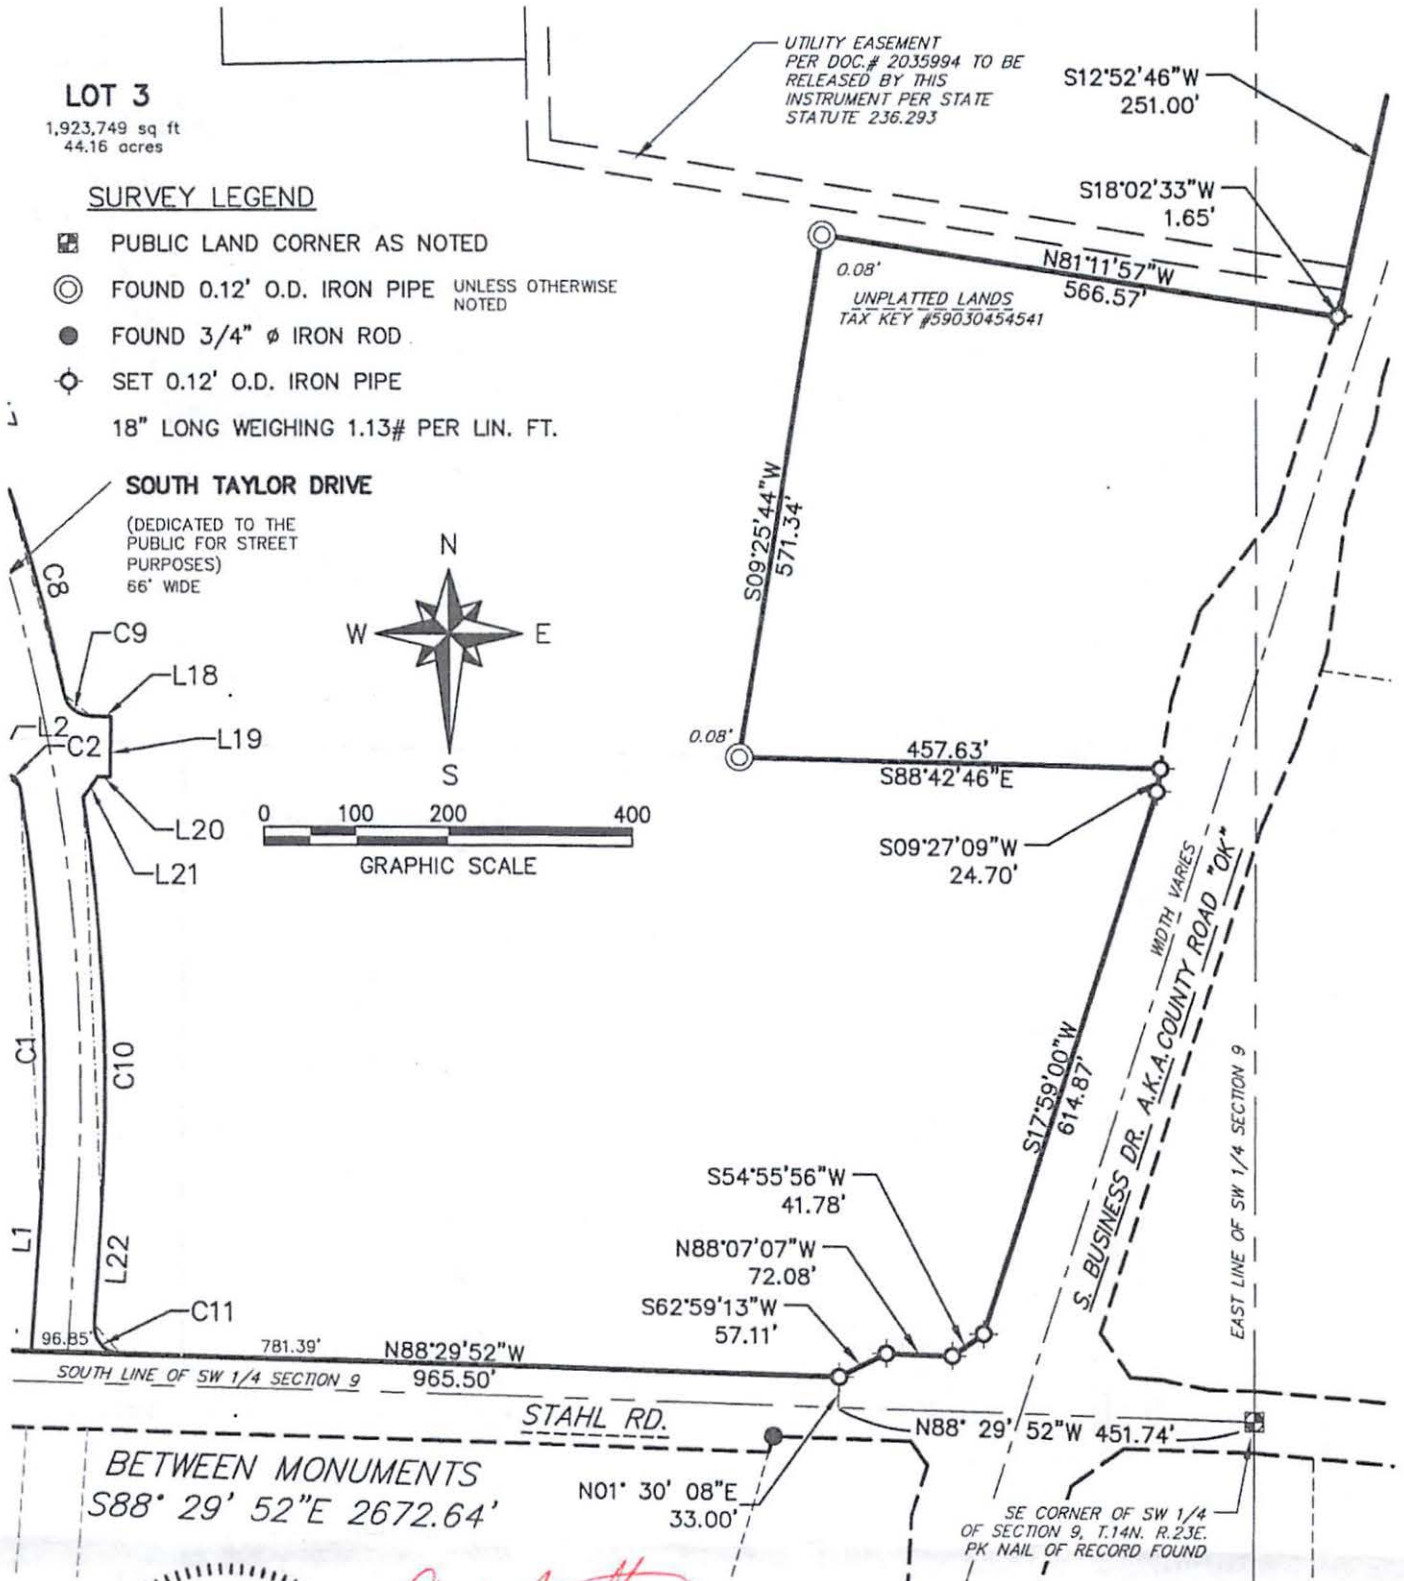 UTILITY EASEMENT
PER DOC.# 2035994 TO BE
RELEASED BY THIS
INSTRUMENT PER STATE
STATUTE 236.293
S12°52'46"W
251.00'
LOT 3
1,923,749 sq ft
44.16 acres
S18°02'33"W
1.65'
SURVEY LEGEND
PUBLIC LAND CORNER AS NOTED
FOUND 0.12' O.D. IRON PIPE UNLESS OTHERWISE
NOTED
FOUND 3/4" ø IRON ROD
SET 0.12' O.D. IRON PIPE
18" LONG WEIGHING 1.13# PER LIN. FT.
0.08'
N81°11'57"W
566.57'
UNPLATTED LANDS
TAX KEY #59030454541
SOUTH TAYLOR DRIVE
(DEDICATED TO THE
PUBLIC FOR STREET
PURPOSES)
66' WIDE
S09°25'44"W
571.34'
N
W
E
S
C8
C9
L18
L2
C2
L19
L20
L21
0 100 200 400
GRAPHIC SCALE
0.08'
457.63'
S88°42'46"E
S09°27'09"W
24.70'
WIDTH VARIES
S. BUSINESS DR. A.K.A.COUNTY ROAD "OK"
S17°59'00"W
614.87'
EAST LINE OF SW 1/4 SECTION 9
C1
C10
L1
L22
C11
S54°55'56"W
41.78'
N88°07'07"W
72.08'
S62°59'13"W
57.11'
96.85'
781.39'
N88°29'52"W
965.50'
SOUTH LINE OF SW 1/4 SECTION 9
STAHL RD.
N88° 29' 52"W 451.74'
BETWEEN MONUMENTS
S88° 29' 52"E 2672.64'
N01° 30' 08"E
33.00'
SE CORNER OF SW 1/4
OF SECTION 9, T.14N. R.23E.
PK NAIL OF RECORD FOUND